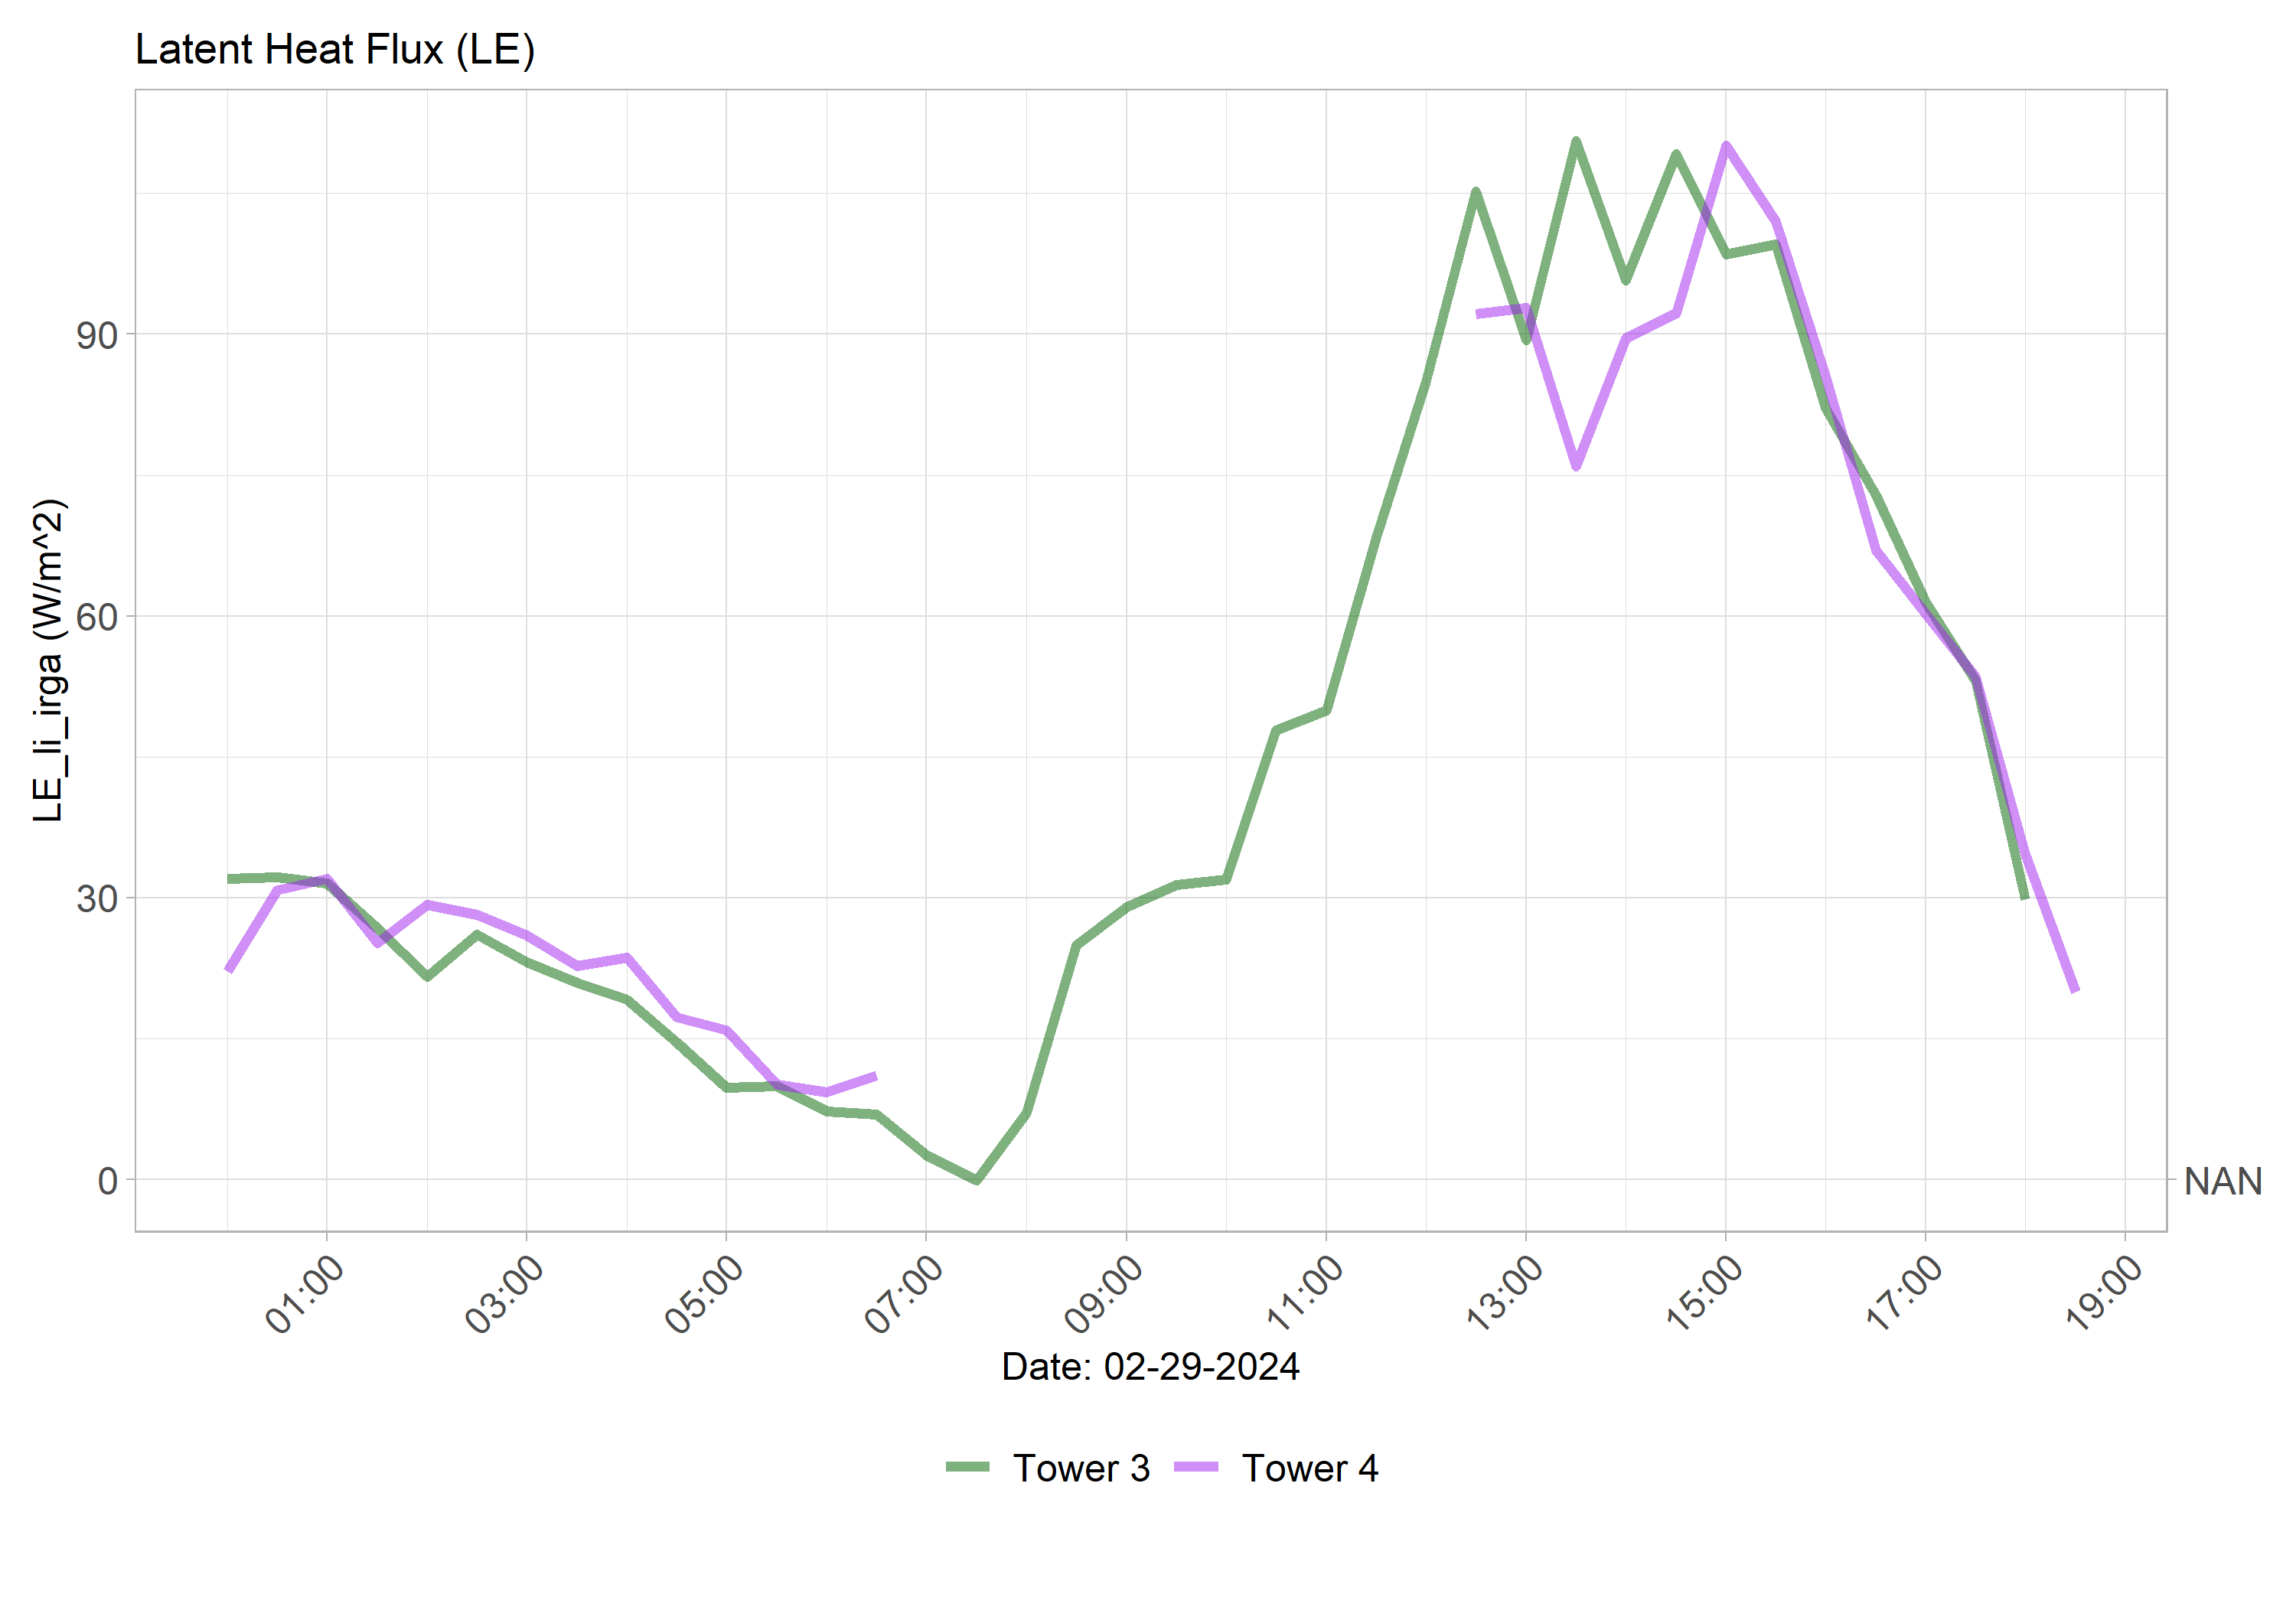 Latent Heat Flux (LE)
LE_li_irga (W/m^2)
90
60
30
0
NAN
01:00
03:00
05:00
07:00
09:00
11:00
13:00
15:00
17:00
19:00
Date: 02-29-2024
Tower 3
Tower 4